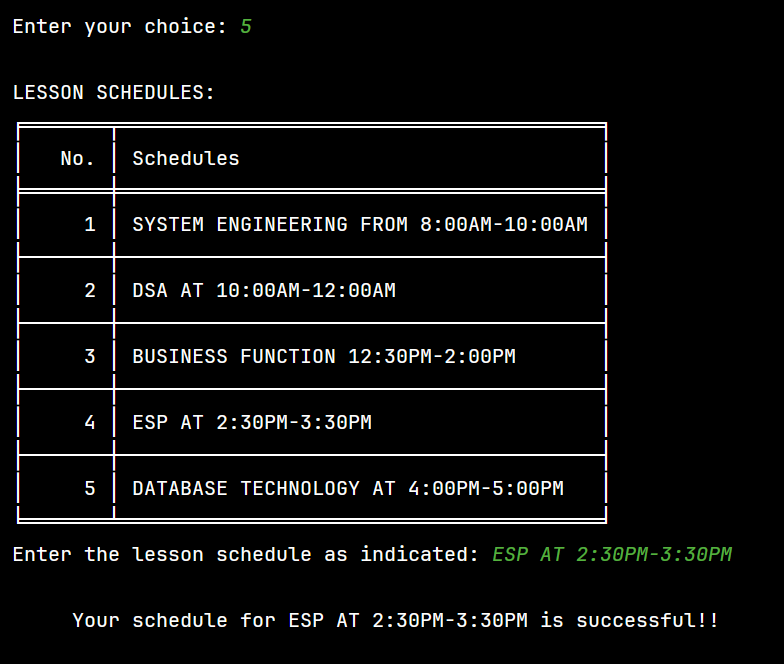 Enter your choice: 5
LESSON SCHEDULES:
No. Schedules
1 SYSTEM ENGINEERING FROM 8:00AM-10:00AM
2 DSA AT 10:00AM-12:00AM
3 BUSINESS FUNCTION 12:30PM-2:00PM
4 ESP AT 2:30PM-3:30PM
5 DATABASE TECHNOLOGY AT 4:00PM-5:00PM
Enter the lesson schedule as indicated: ESP AT 2:30PM-3:30PM
Your schedule for ESP AT 2:30PM-3:30PM is successful!!